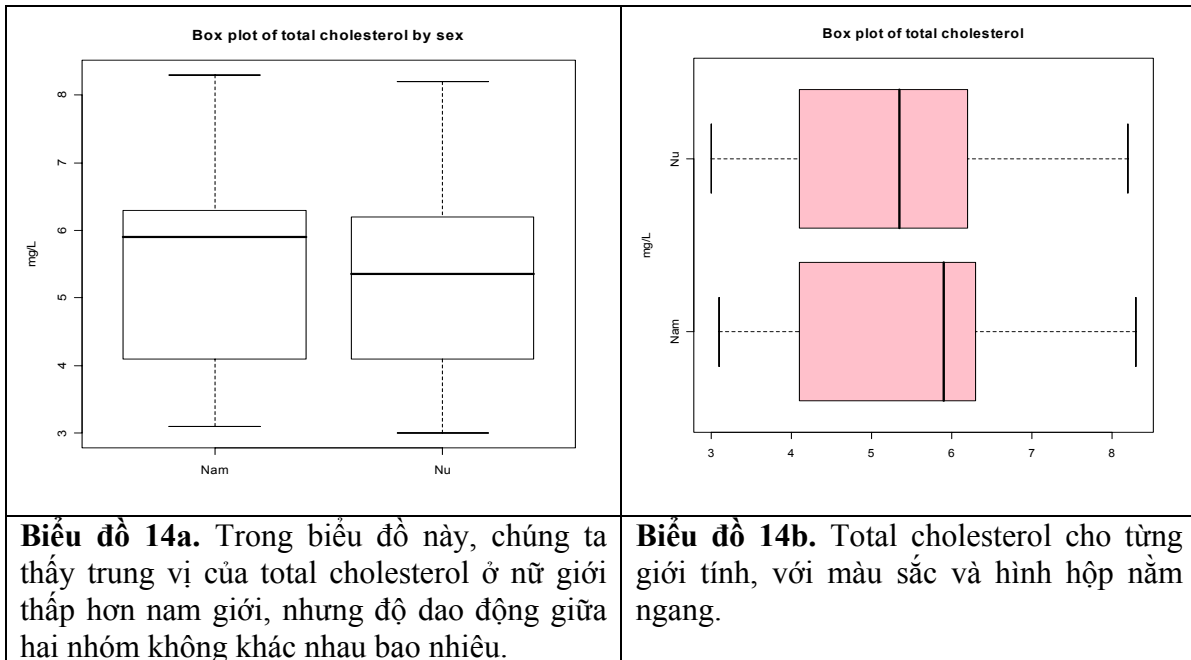 Box plot of total cholesterol by sex
mg/L
8
7
6
5
4
3
Nam
Nu
Box plot of total cholesterol
mg/L
Nu
Nam
3 4 5 6 7 8
Biểu đồ 14a. Trong biểu đồ này, chúng ta
thấy trung vị của total cholesterol ở nữ giới
thấp hơn nam giới, nhưng độ dao động giữa
hai nhóm không khác nhau bao nhiêu.
Biểu đồ 14b. Total cholesterol cho từng
giới tính, với màu sắc và hình hộp nằm
ngang.